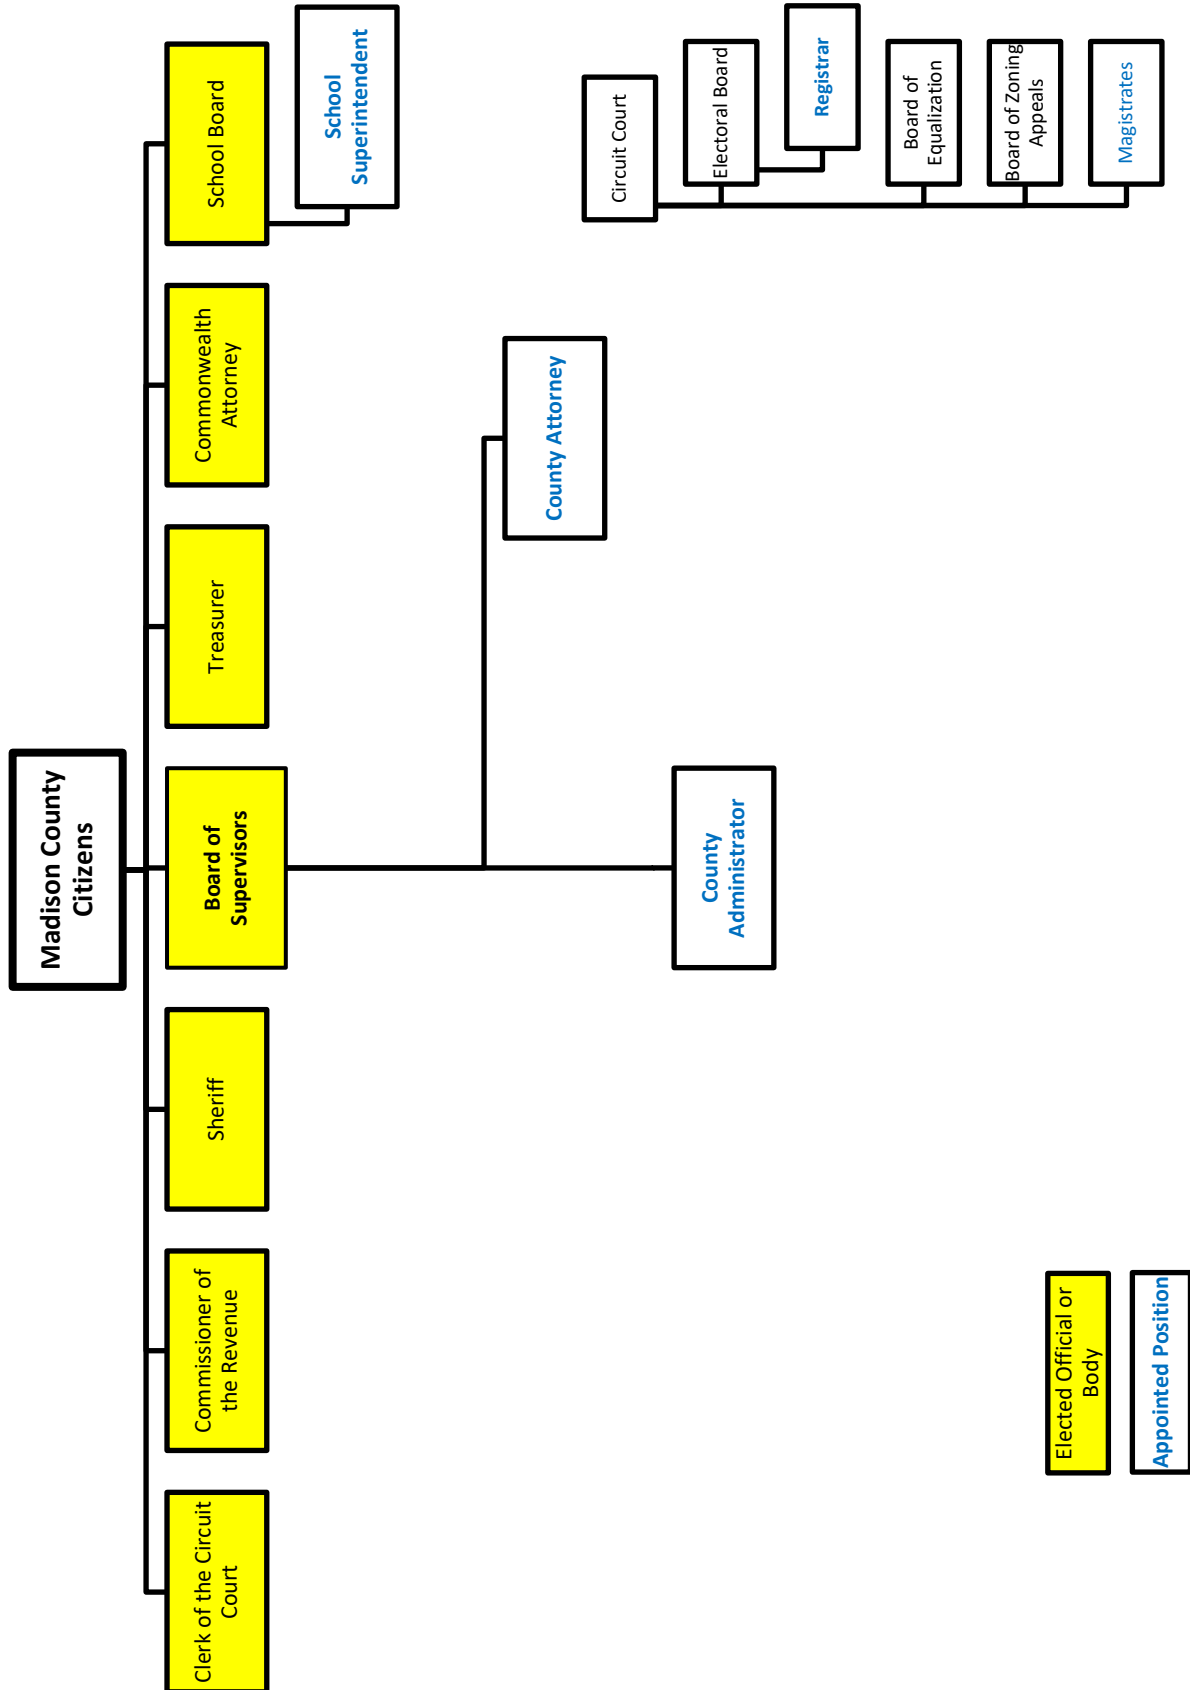 Madison County
Citizens
Clerk of the Circuit
Court
Commissioner of
the Revenue
Sheriff
Board of
Supervisors
Treasurer
Commonwealth
Attorney
School Board
School
Superintendent
County Attorney
County
Administrator
Circuit Court
Electoral Board
Registrar
Board of
Equalization
Board of Zoning
Appeals
Magistrates
Elected Official or
Body
Appointed Position